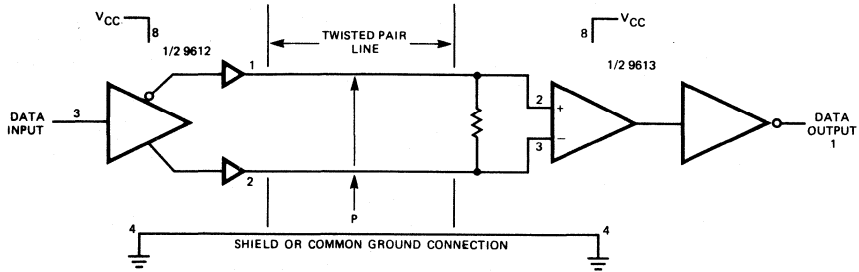 VCC
8
1/2 9612
TWISTED PAIR
LINE
VCC
8
1/2 9613
1
DATA
INPUT
3
2
+
−
3
DATA
OUTPUT
1
2
P
4
4
SHIELD OR COMMON GROUND CONNECTION